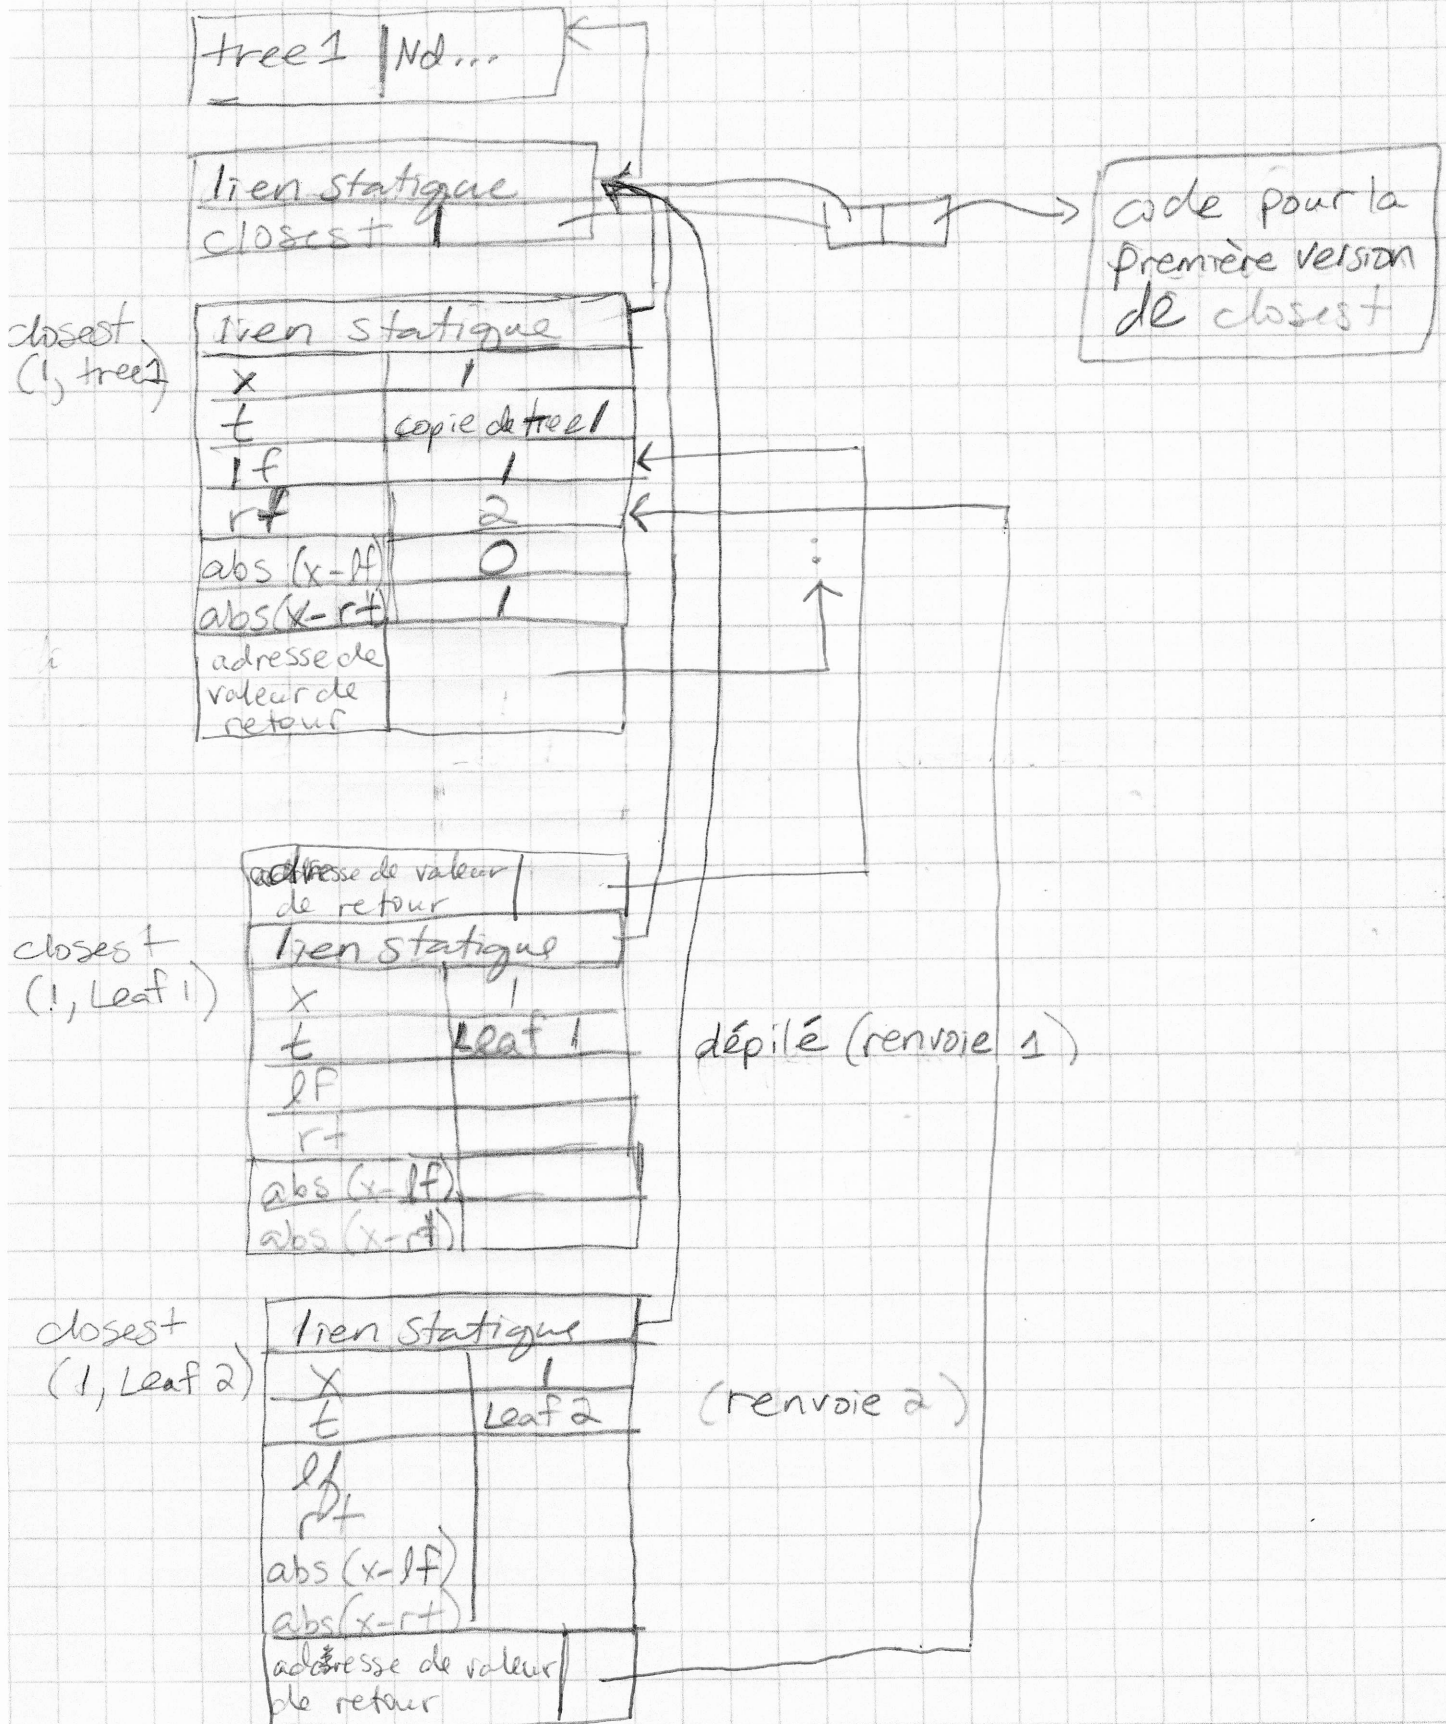 tree1 | Nd...
lien statique
closest
code pour la
première version
de closest
closest
(1, tree1)
lien statique
x 1
t copie de tree1
lf 1
rt 2
abs (x-lf) 0
abs(x-rt) 1
adresse de
valeur de
retour
adresse de valeur
de retour
closest
(1, Leaf 1)
lien statique
x 1
t Leaf 1
lf
rt
abs (x-lf)
abs (x-rt)
dépilé (renvoie 1)
closest
(1, Leaf 2)
lien statique
x 1
t Leaf 2
lf
rt
abs (x-lf)
abs(x-rt)
(renvoie 2)
adresse de valeur
de retour